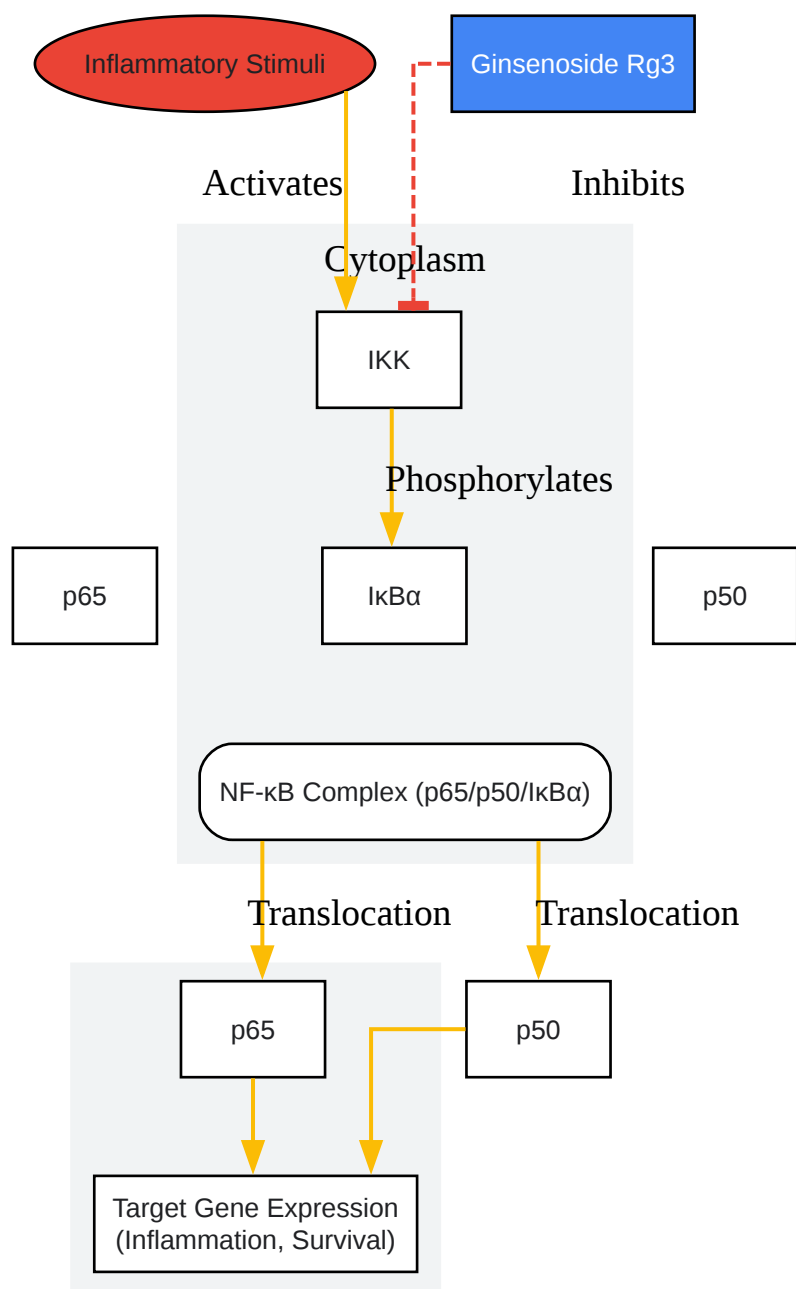 Inflammatory Stimuli
Ginsenoside Rg3
Activates
Inhibits
Cytoplasm
IKK
Phosphorylates
p65
IκBα
p50
NF-κB Complex (p65/p50/IκBα)
Translocation
Translocation
p65
p50
Target Gene Expression
(Inflammation, Survival)